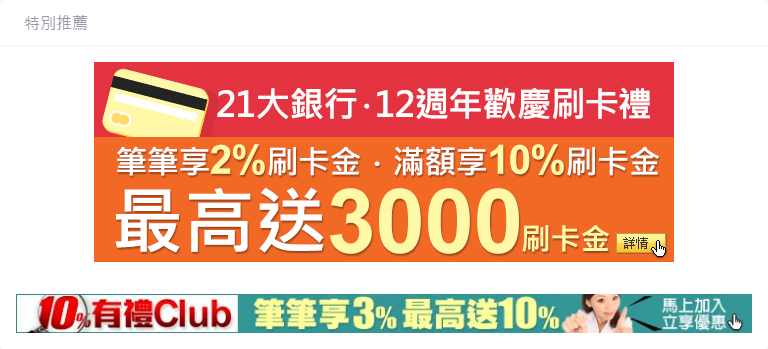 特別推薦
21大銀行·12週年歡慶刷卡禮
筆筆享2%刷卡金．滿額享10%刷卡金
最高送3000刷卡金 詳情
10%有禮Club 筆筆享3% 最高送10% 馬上加入
立享優惠